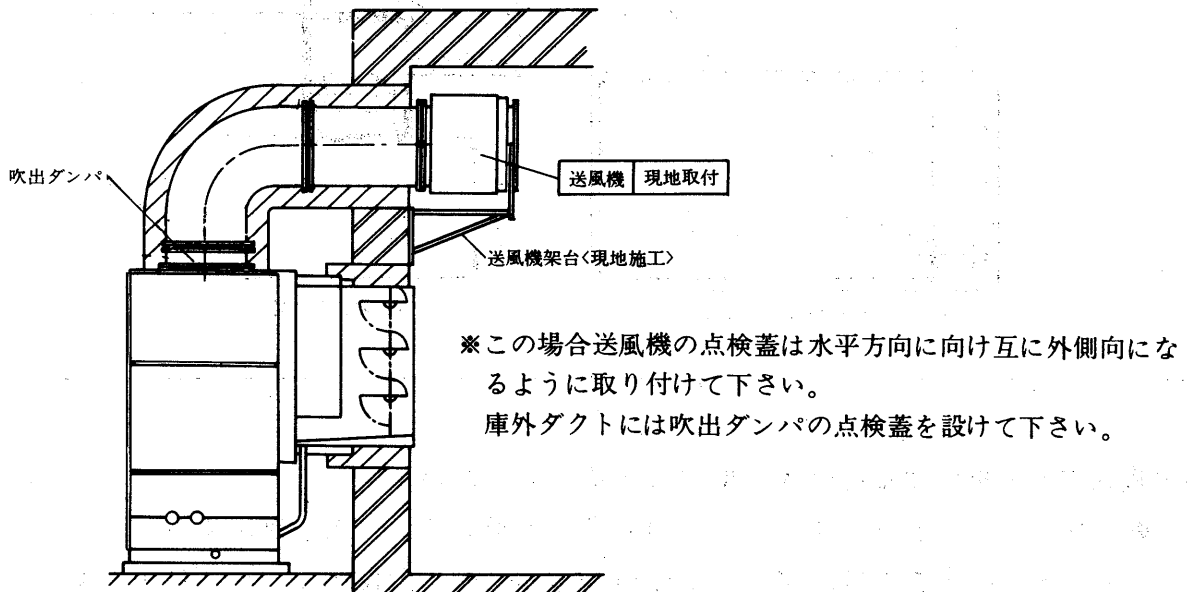 吹出ダンパ
送風機 現地取付
送風機架台〈現地施工〉
※この場合送風機の点検蓋は水平方向に向け互に外側向にな
るように取り付けて下さい。
庫外ダクトには吹出ダンパの点検蓋を設けて下さい。